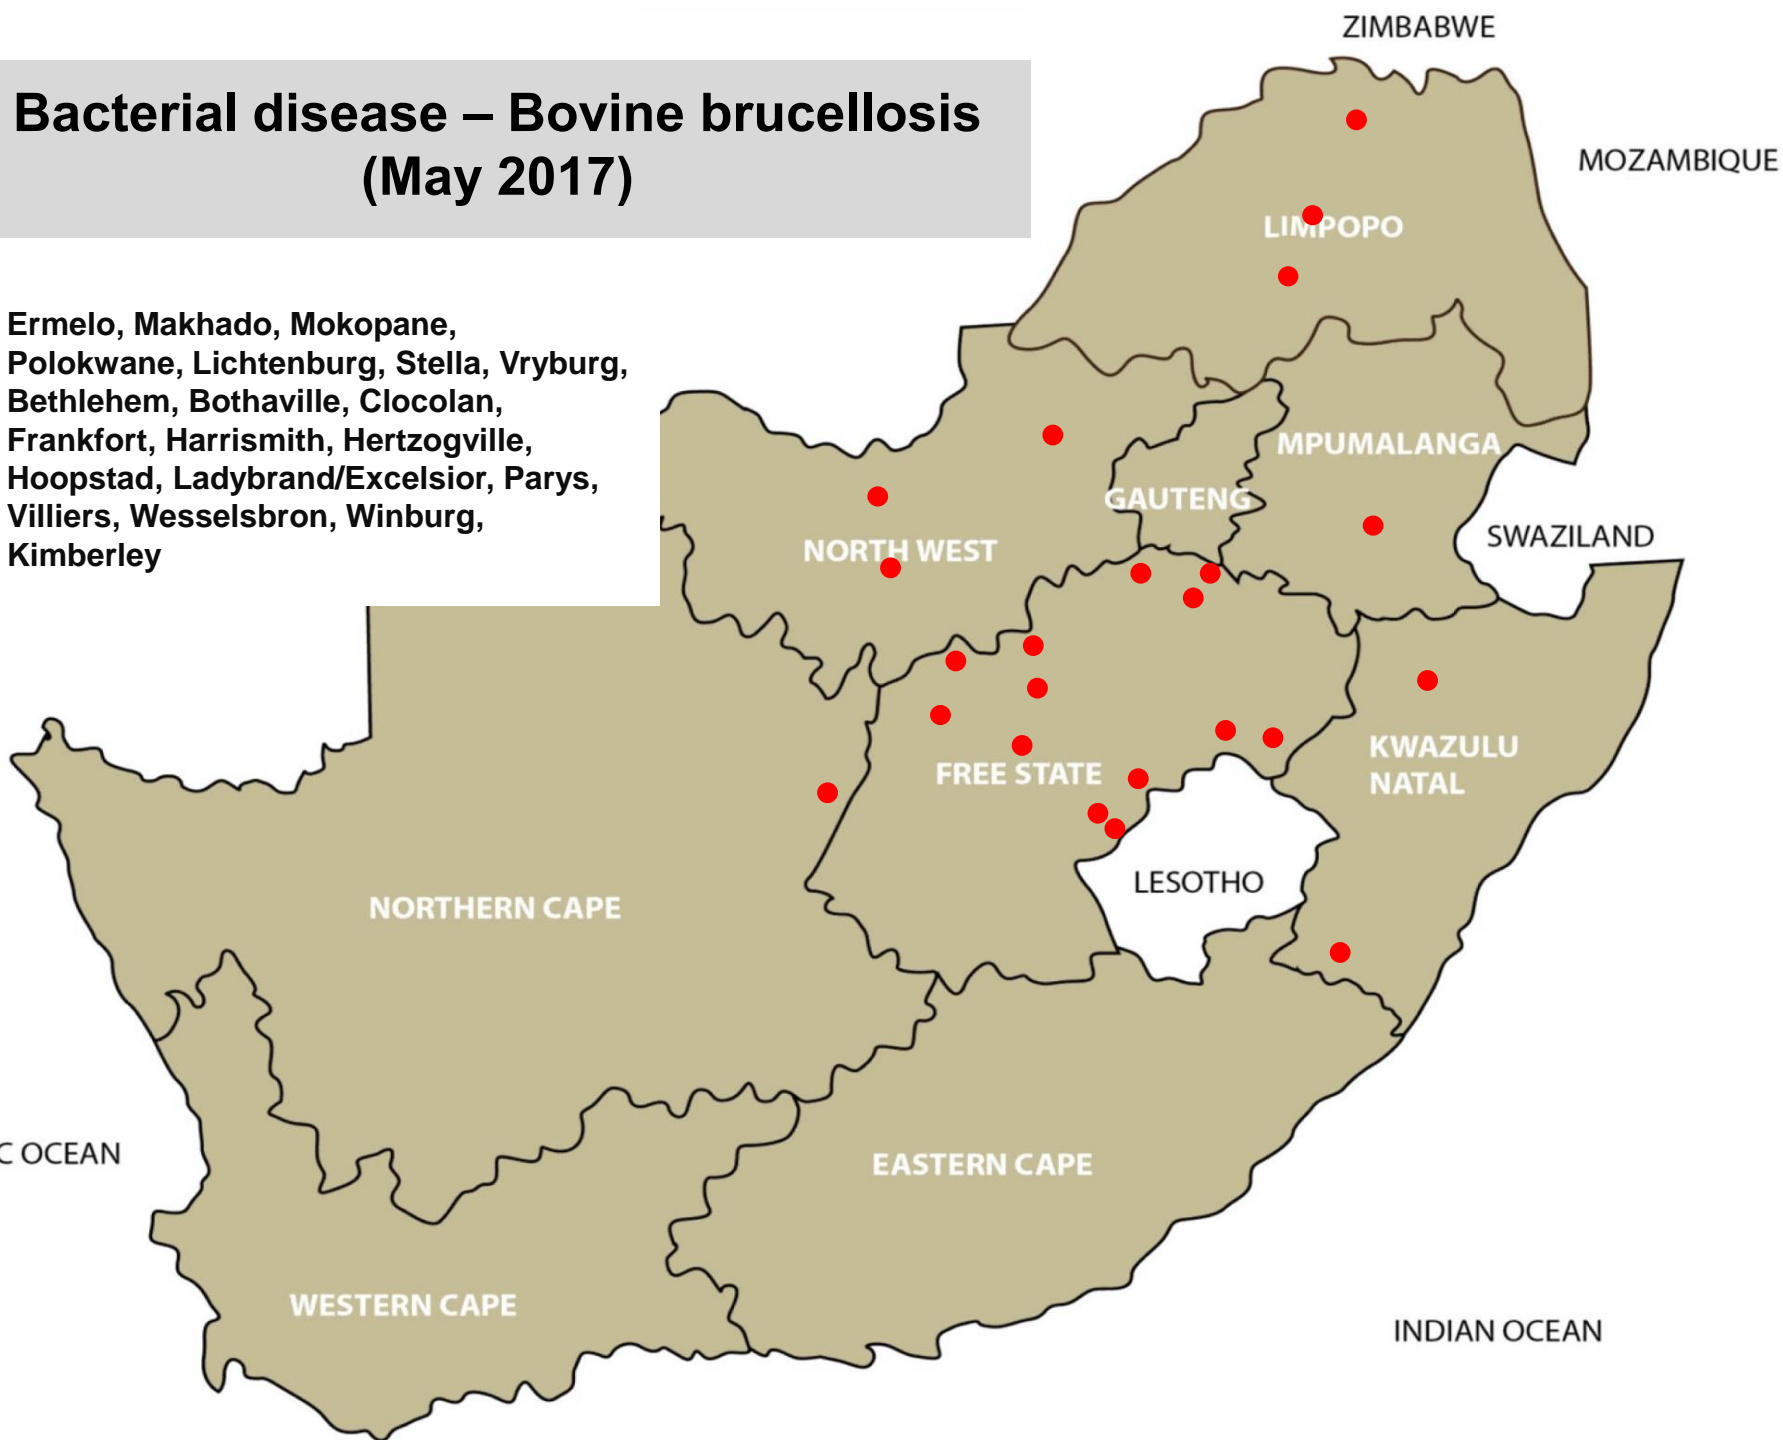 ZIMBABWE
Bacterial disease – Bovine brucellosis
(May 2017)
MOZAMBIQUE
LIMPOPO
Ermelo, Makhado, Mokopane,
Polokwane, Lichtenburg, Stella, Vryburg,
Bethlehem, Bothaville, Clocolan,
Frankfort, Harrismith, Hertzogville,
Hoopstad, Ladybrand/Excelsior, Parys,
Villiers, Wesselsbron, Winburg,
Kimberley
MPUMALANGA
GAUTENG
SWAZILAND
NORTH WEST
KWAZULU
NATAL
FREE STATE
LESOTHO
NORTHERN CAPE
C OCEAN
EASTERN CAPE
WESTERN CAPE
INDIAN OCEAN